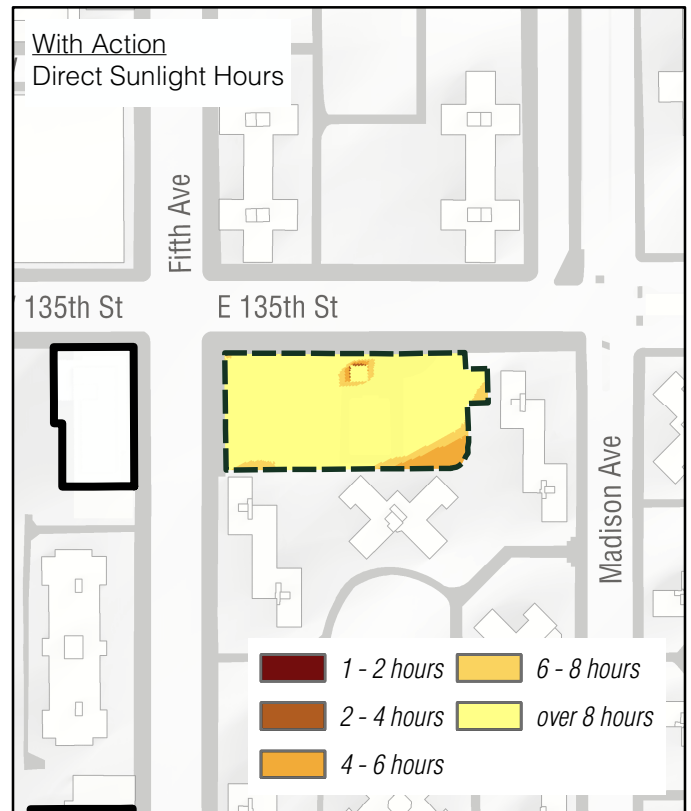 With Action
Direct Sunlight Hours
Fifth Ave
135th St
E 135th St
Madison Ave
1 - 2 hours
6 - 8 hours
2 - 4 hours
over 8 hours
4 - 6 hours